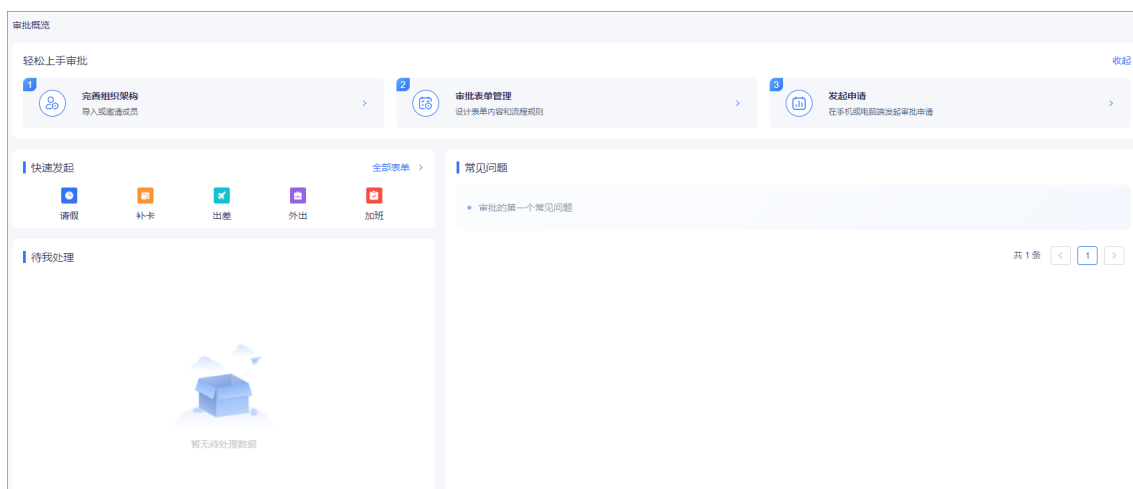 审批概览
轻松上手审批
收起
1
完善组织架构
导入或邀请成员
2
审批表单管理
设计表单内容和流程规则
3
发起申请
在手机或电脑端发起审批申请
快速发起
全部表单
请假
补卡
出差
外出
加班
常见问题
审批的第一个常见问题
共 1 条
1
待我处理
暂无待处理数据